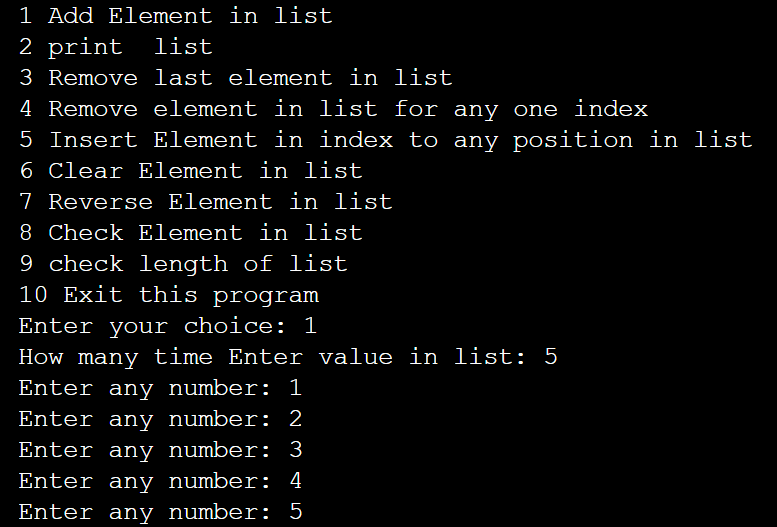 1 Add Element in list
2 print  list
3 Remove last element in list
4 Remove element in list for any one index
5 Insert Element in index to any position in list
6 Clear Element in list
7 Reverse Element in list
8 Check Element in list
9 check length of list
10 Exit this program
Enter your choice: 1
How many time Enter value in list: 5
Enter any number: 1
Enter any number: 2
Enter any number: 3
Enter any number: 4
Enter any number: 5